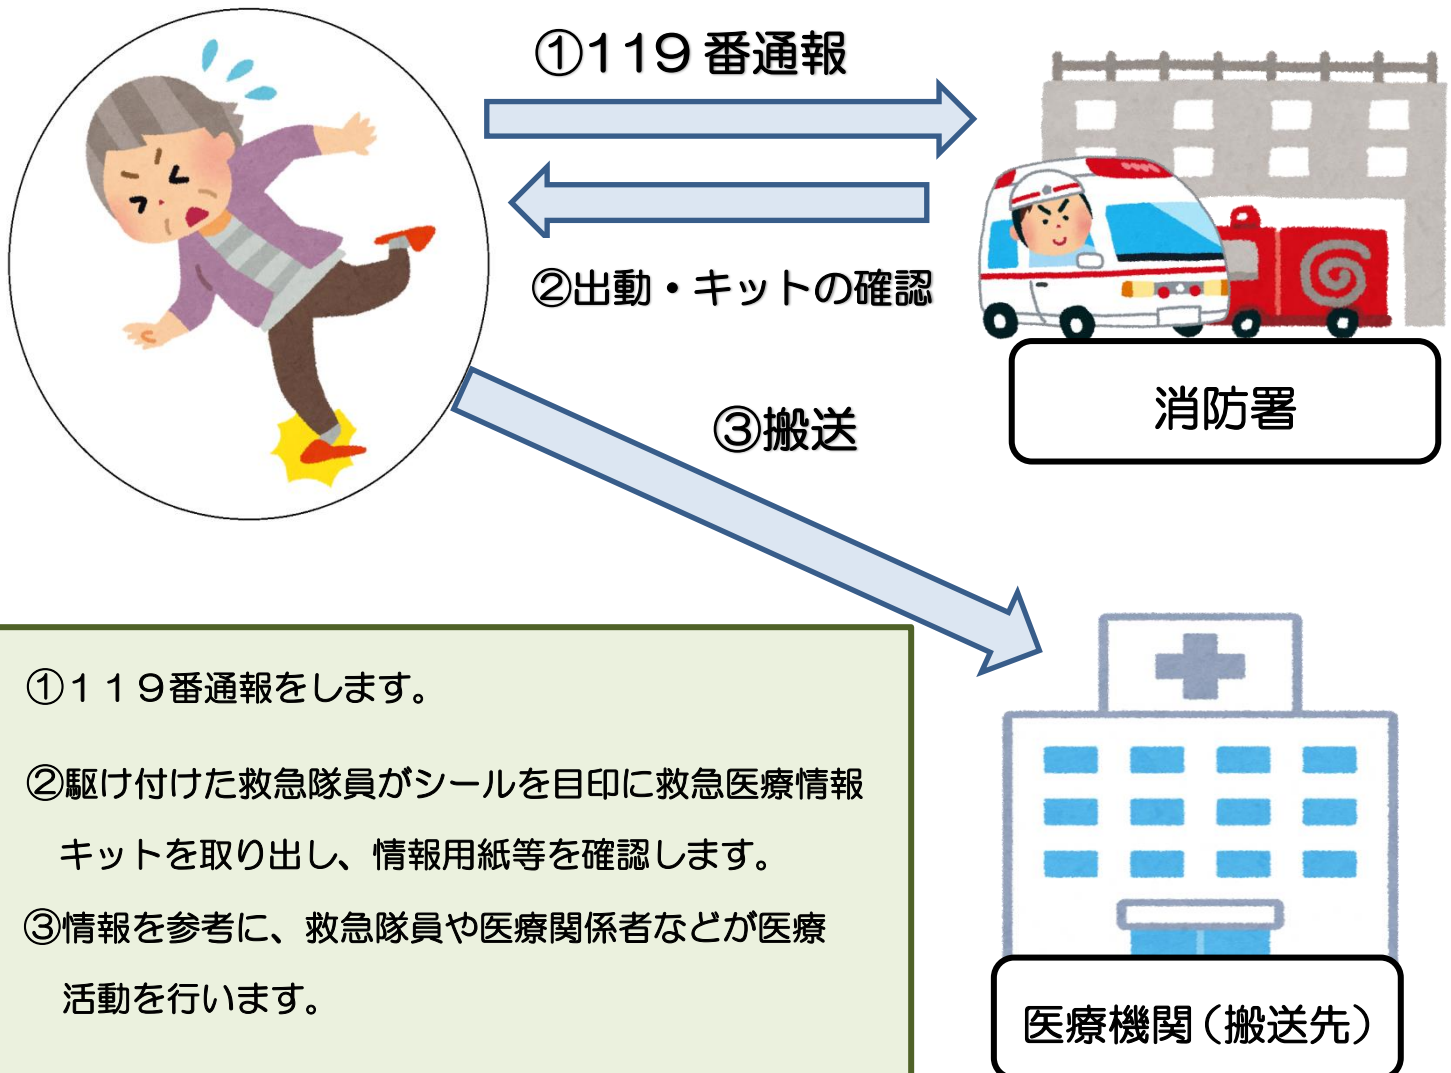 ①119番通報
②出動・キットの確認
消防署
③搬送
①１１９番通報をします。
②駆け付けた救急隊員がシールを目印に救急医療情報
キットを取り出し、情報用紙等を確認します。
③情報を参考に、救急隊員や医療関係者などが医療
活動を行います。
医療機関（搬送先）